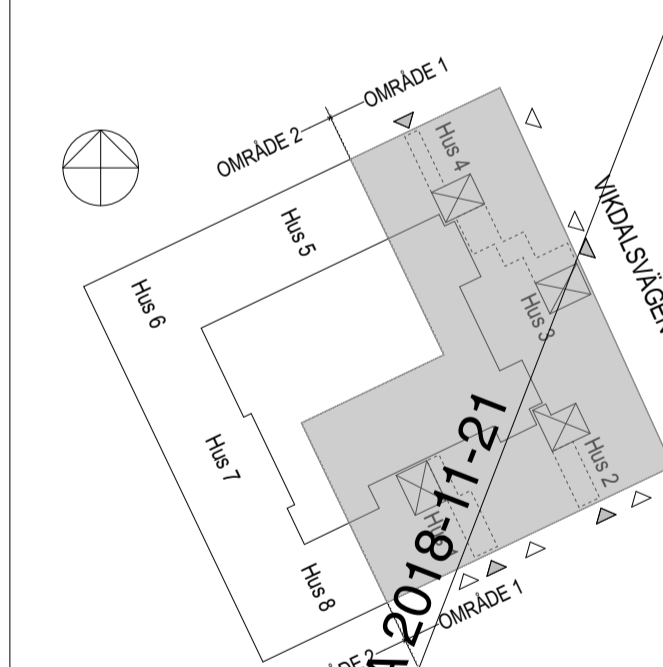 OMRÅDE 1
OMRÅDE 2
Hus 4
Hus 5
VIKDALSVÄGEN
Hus 6
Hus 3
Hus 7
Hus 2
A 2018-11-21
Hus 8
OMRÅDE 1